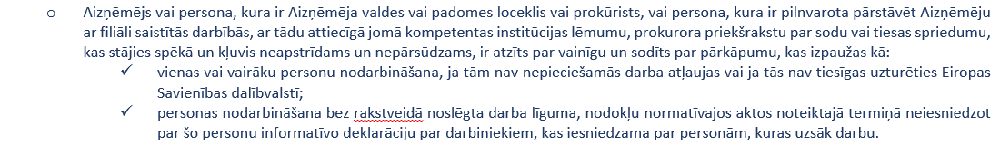 o Aizņēmējs vai persona, kura ir Aizņēmēja valdes vai padomes loceklis vai prokūrists, vai persona, kura ir pilnvarota pārstāvēt Aizņēmēju
ar filiāli saistītās darbībās, ar tādu attiecīgā jomā kompetentas institūcijas lēmumu, prokurora priekšrakstu par sodu vai tiesas spriedumu,
kas stājies spēkā un kļuvis neapstrīdams un nepārsūdzams, ir atzīts par vainīgu un sodīts par pārkāpumu, kas izpaužas kā:
✓ vienas vai vairāku personu nodarbināšana, ja tām nav nepieciešamās darba atļaujas vai ja tās nav tiesīgas uzturēties Eiropas
Savienības dalībvalstī;
✓ personas nodarbināšana bez rakstveidā noslēgta darba līguma, nodokļu normatīvajos aktos noteiktajā termiņā neiesniedzot
par šo personu informatīvo deklarāciju par darbiniekiem, kas iesniedzama par personām, kuras uzsāk darbu.